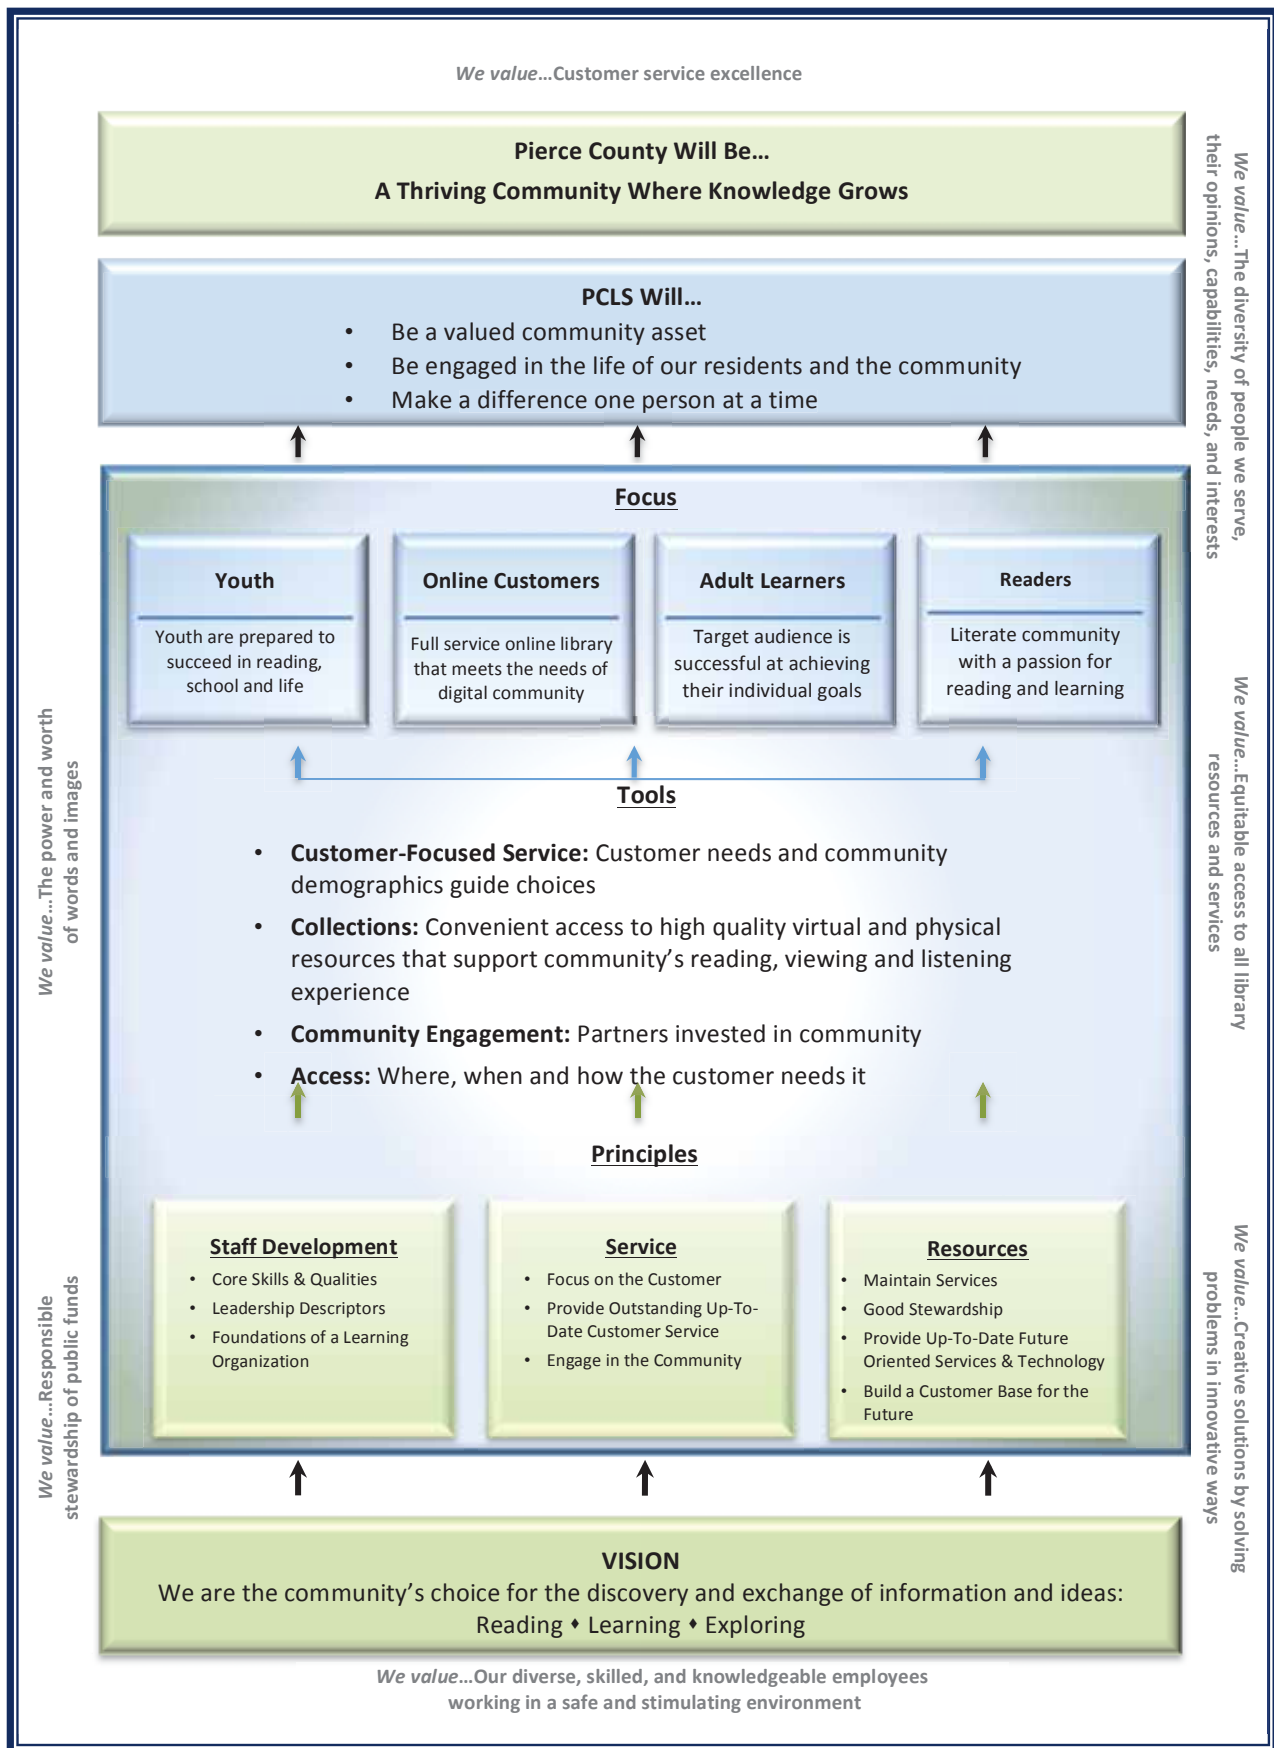 We value…Customer service excellence
Pierce County Will Be…
A Thriving Community Where Knowledge Grows
PCLS Will…
• Be a valued community asset
• Be engaged in the life of our residents and the community
• Make a difference one person at a time
Focus
Youth
Youth are prepared to
succeed in reading,
school and life
Online Customers
Full service online library
that meets the needs of
digital community
Adult Learners
Target audience is
successful at achieving
their individual goals
Readers
Literate community
with a passion for
reading and learning
Tools
• Customer-Focused Service: Customer needs and community
demographics guide choices
• Collections: Convenient access to high quality virtual and physical
resources that support community’s reading, viewing and listening
experience
• Community Engagement: Partners invested in community
• Access: Where, when and how the customer needs it
Principles
Staff Development
• Core Skills & Qualities
• Leadership Descriptors
• Foundations of a Learning
Organization
Service
• Focus on the Customer
• Provide Outstanding Up-To-
Date Customer Service
• Engage in the Community
Resources
• Maintain Services
• Good Stewardship
• Provide Up-To-Date Future
Oriented Services & Technology
• Build a Customer Base for the
Future
VISION
We are the community’s choice for the discovery and exchange of information and ideas:
Reading ♦ Learning ♦ Exploring
We value…Our diverse, skilled, and knowledgeable employees
working in a safe and stimulating environment
We value…The power and worth
of words and images
We value…Responsible
stewardship of public funds
We value…The diversity of people we serve,
their opinions, capabilities, needs, and interests
We value…Equitable access to all library
resources and services
We value…Creative solutions by solving
problems in innovative ways